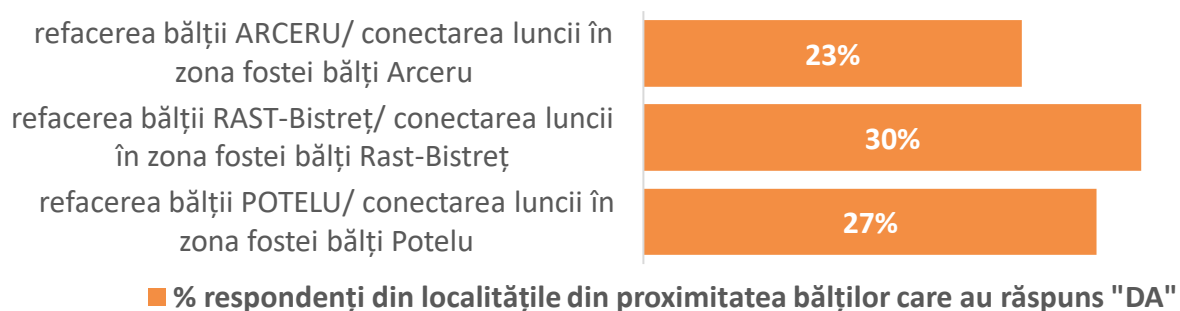 refacerea bălții ARCERU/ conectarea luncii în
zona fostei bălți Arceru
23%
refacerea bălții RAST-Bistreț/ conectarea luncii
în zona fostei bălți Rast-Bistreț
30%
refacerea bălții POTELU/ conectarea luncii în
zona fostei bălți Potelu
27%
% respondenți din localitățile din proximitatea bălților care au răspuns "DA"